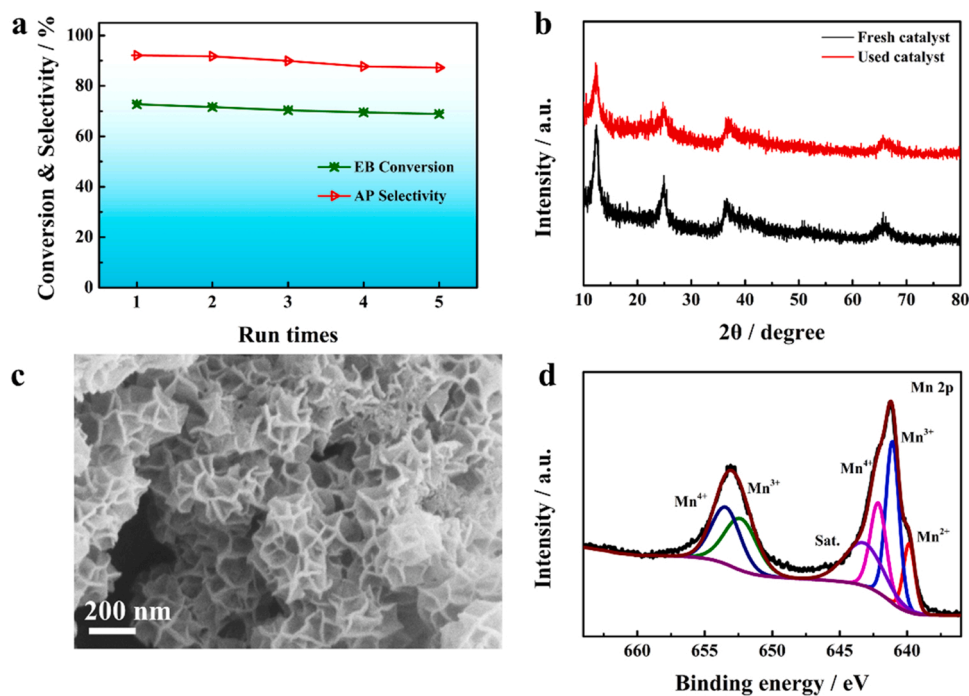 a
Conversion & Selectivity / %
100
80
60
40
20
0
EB Conversion
AP Selectivity
1 2 3 4 5
Run times
b
Intensity / a.u.
Fresh catalyst
Used catalyst
10 20 30 40 50 60 70 80
2θ / degree
c
200 nm
d
Intensity / a.u.
Mn 2p
Mn³⁺
Mn⁴⁺
Mn⁴⁺
Mn³⁺
Sat.
Mn²⁺
660 655 650 645 640
Binding energy / eV